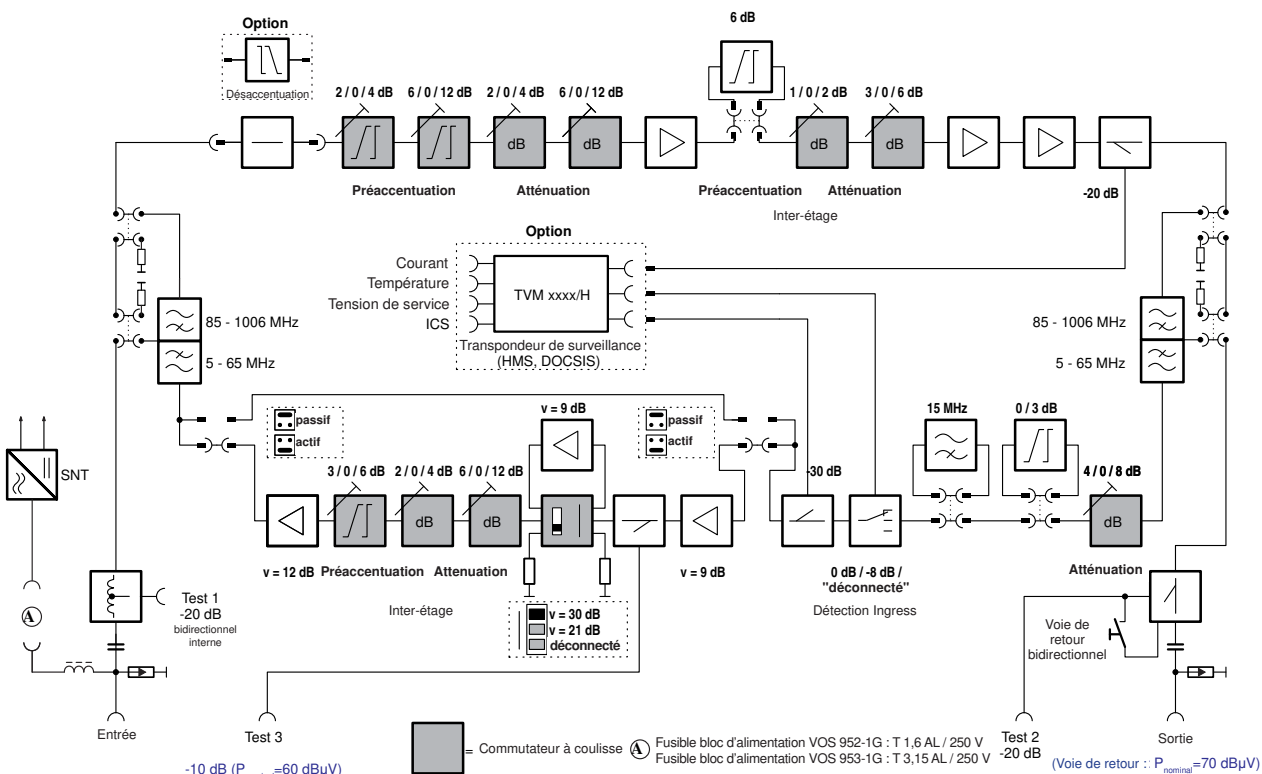 Option
Désaccentuation
6 dB
2 / 0 / 4 dB
6 / 0 / 12 dB
2 / 0 / 4 dB
6 / 0 / 12 dB
1 / 0 / 2 dB
3 / 0 / 6 dB
dB
dB
dB
dB
Préaccentuation
Atténuation
Préaccentuation
Atténuation
-20 dB
Inter-étage
Option
Courant
Température
Tension de service
ICS
TVM xxxx/H
Transpondeur de surveillance
(HMS, DOCSIS)
85 - 1006 MHz
5 - 65 MHz
85 - 1006 MHz
5 - 65 MHz
passif
actif
v = 9 dB
passif
actif
15 MHz
0 / 3 dB
SNT
3 / 0 / 6 dB
2 / 0 / 4 dB
6 / 0 / 12 dB
-30 dB
4 / 0 / 8 dB
dB
dB
dB
v = 12 dB
Préaccentuation
Attenuation
v = 9 dB
0 dB / -8 dB /
"déconnecté"
Atténuation
Inter-étage
Détection Ingress
Test 1
-20 dB
bidirectionnel
interne
A
v = 30 dB
v = 21 dB
déconnecté
Voie de
retour
bidirectionnel
Entrée
Test 3
= Commutateur à coulisse
A
Fusible bloc d'alimentation VOS 952-1G : T 1,6 AL / 250 V
Fusible bloc d'alimentation VOS 953-1G : T 3,15 AL / 250 V
Test 2
-20 dB
Sortie
-10 dB (P =60 dBµV)
(Voie de retour :: Pnominal=70 dBµV)